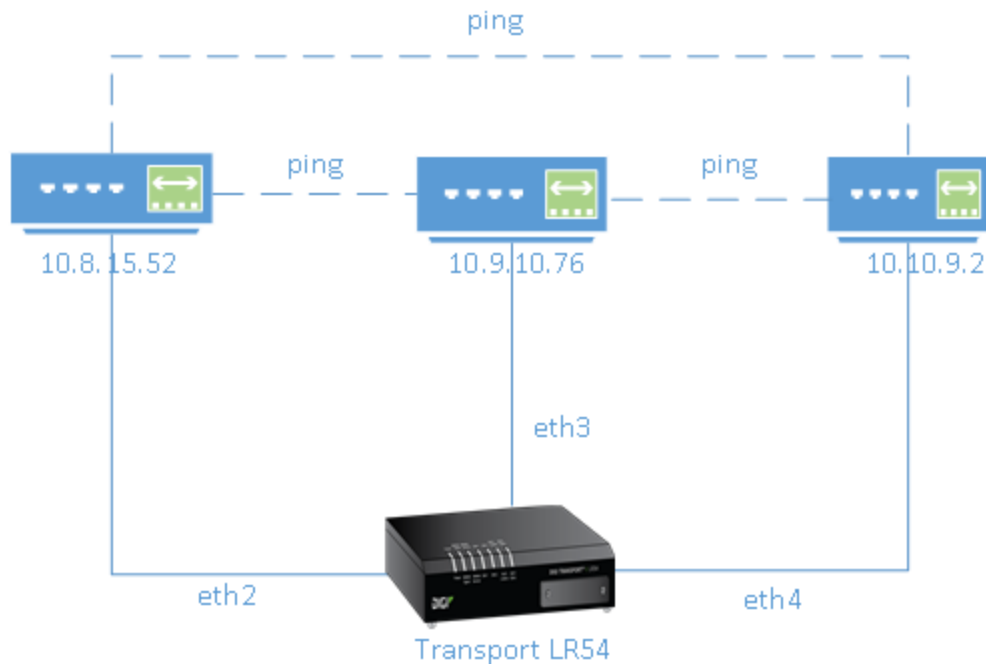 ping
ping
ping
10.8.15.52
10.9.10.76
10.10.9.2
eth3
eth2
eth4
Transport LR54